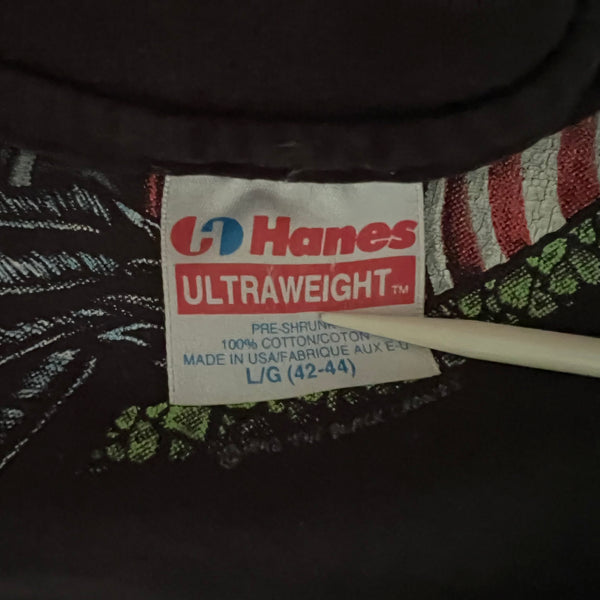 Hanes
ULTRAWEIGHT™
PRE-SHRUNK
100% COTTON/COTON
MADE IN USA/FABRIQUE AUX E-U
L/G (42-44)